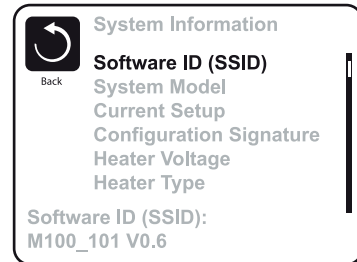 System Information
Back
Software ID (SSID)
System Model
Current Setup
Configuration Signature
Heater Voltage
Heater Type
Software ID (SSID):
M100_101 V0.6